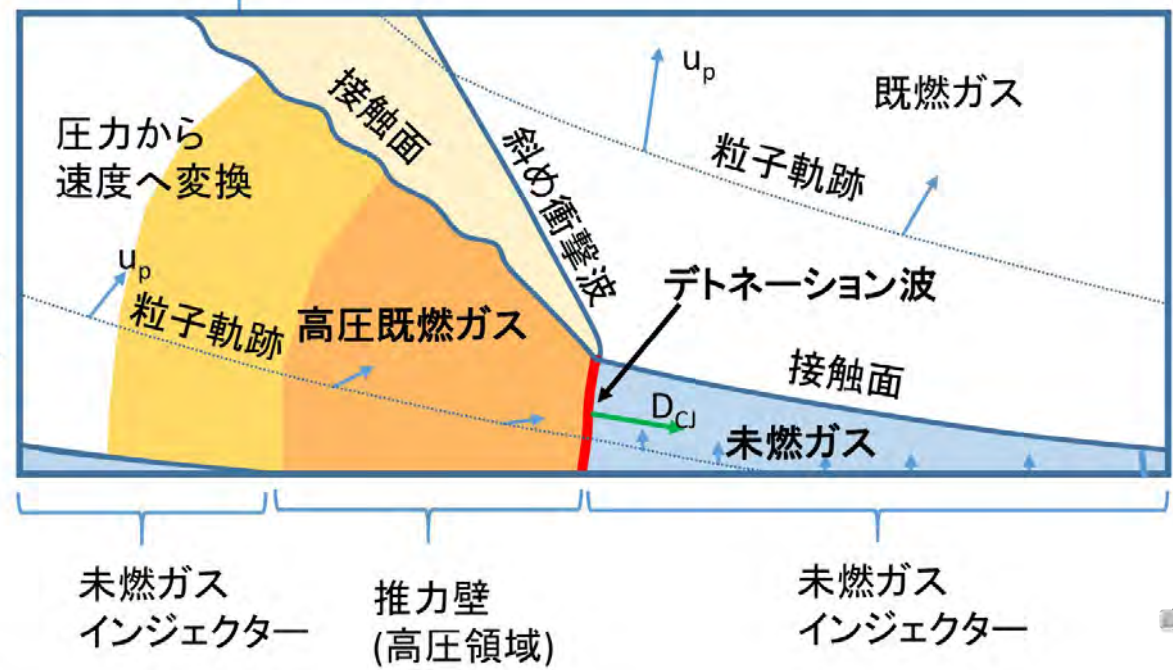 圧力から
速度へ変換
接触面
斜め衝撃波
u_p
既燃ガス
粒子軌跡
u_p
粒子軌跡
高圧既燃ガス
デトネーション波
接触面
D_CJ
未燃ガス
未燃ガス
インジェクター
推力壁
(高圧領域)
未燃ガス
インジェクター